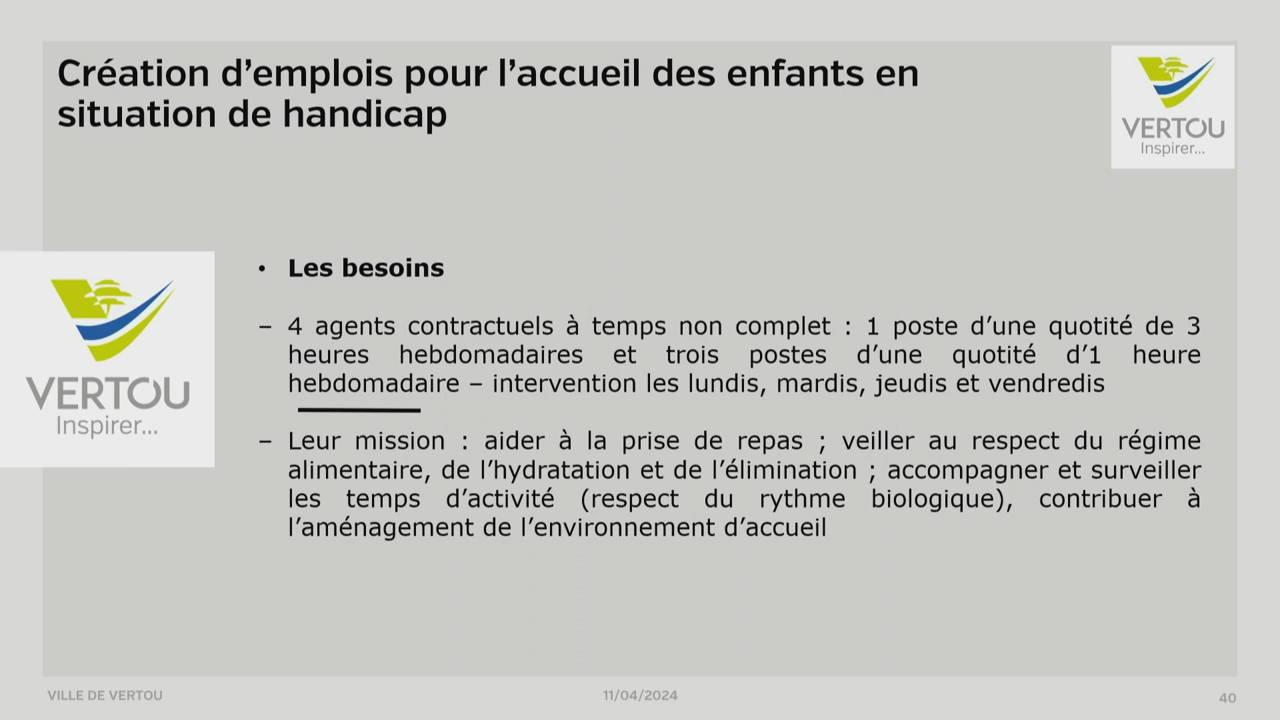 Création d’emplois pour l’accueil des enfants en
situation de handicap
VERTOU
Inspirer...
VERTOU
Inspirer...
• Les besoins
– 4 agents contractuels à temps non complet : 1 poste d’une quotité de 3
heures hebdomadaires et trois postes d’une quotité d’1 heure
hebdomadaire – intervention les lundis, mardis, jeudis et vendredis
– Leur mission : aider à la prise de repas ; veiller au respect du régime
alimentaire, de l’hydratation et de l’élimination ; accompagner et surveiller
les temps d’activité (respect du rythme biologique), contribuer à
l’aménagement de l’environnement d’accueil
VILLE DE VERTOU
11/04/2024
40